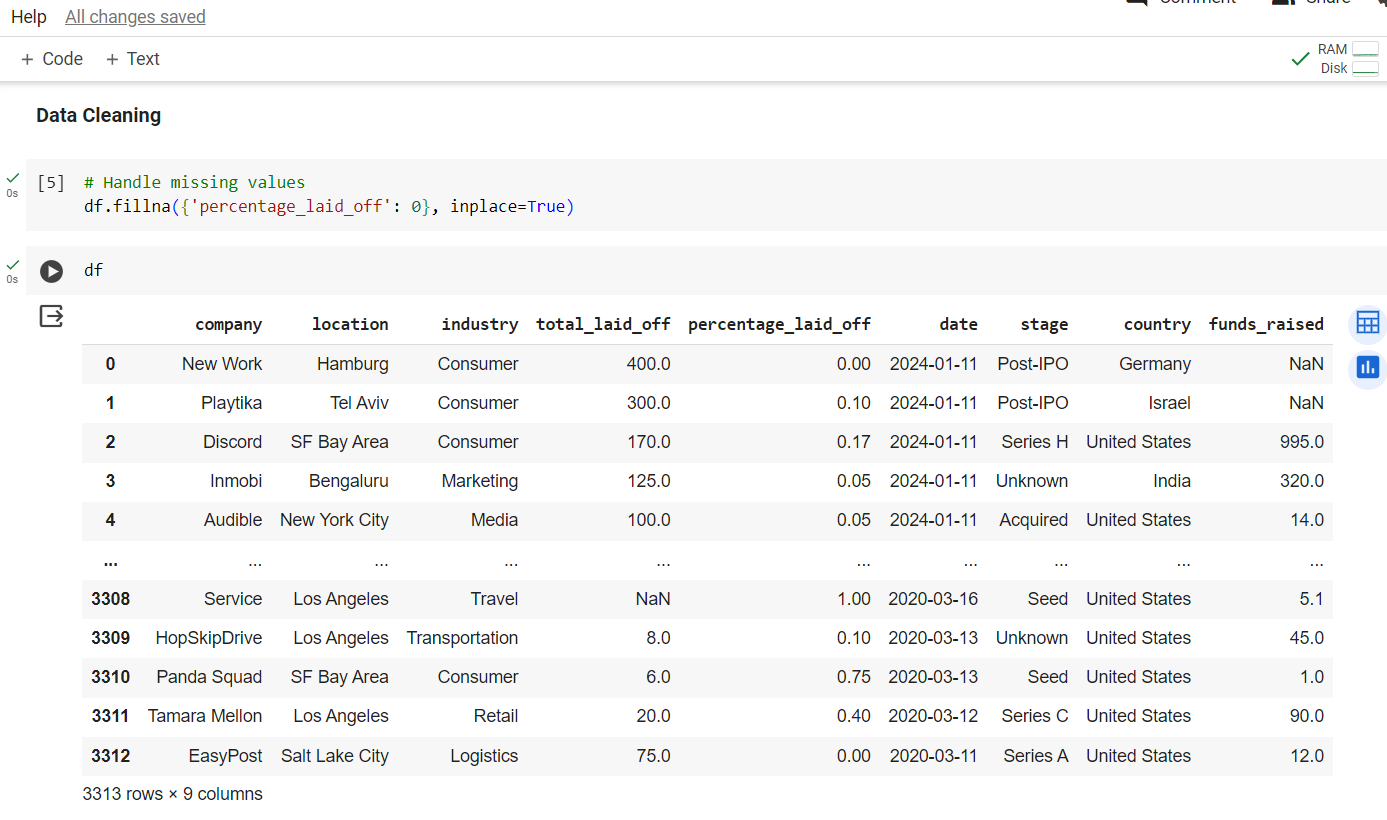 Comment Share
Help All changes saved
+ Code + Text
RAM
Disk
Data Cleaning
0s [5] # Handle missing values
df.fillna({'percentage_laid_off': 0}, inplace=True)
0s df
company location industry total_laid_off percentage_laid_off date stage country funds_raised
0 New Work Hamburg Consumer 400.0 0.00 2024-01-11 Post-IPO Germany NaN
1 Playtika Tel Aviv Consumer 300.0 0.10 2024-01-11 Post-IPO Israel NaN
2 Discord SF Bay Area Consumer 170.0 0.17 2024-01-11 Series H United States 995.0
3 Inmobi Bengaluru Marketing 125.0 0.05 2024-01-11 Unknown India 320.0
4 Audible New York City Media 100.0 0.05 2024-01-11 Acquired United States 14.0
... ... ... ... ... ... ... ... ... ...
3308 Service Los Angeles Travel NaN 1.00 2020-03-16 Seed United States 5.1
3309 HopSkipDrive Los Angeles Transportation 8.0 0.10 2020-03-13 Unknown United States 45.0
3310 Panda Squad SF Bay Area Consumer 6.0 0.75 2020-03-13 Seed United States 1.0
3311 Tamara Mellon Los Angeles Retail 20.0 0.40 2020-03-12 Series C United States 90.0
3312 EasyPost Salt Lake City Logistics 75.0 0.00 2020-03-11 Series A United States 12.0
3313 rows × 9 columns